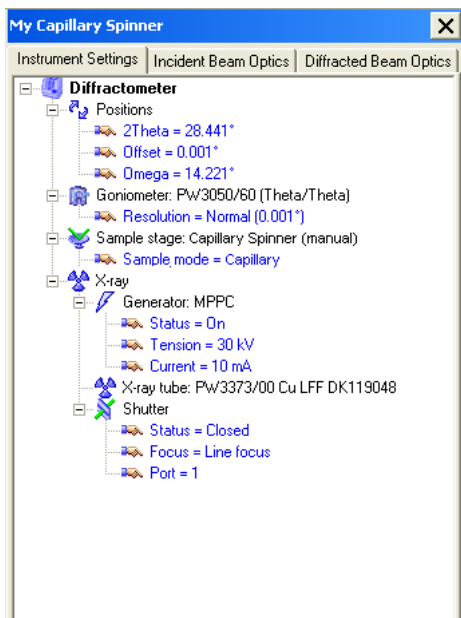 My Capillary Spinner
Instrument Settings Incident Beam Optics Diffracted Beam Optics
Diffractometer
Positions
2Theta = 28.441°
Offset = 0.001°
Omega = 14.221°
Goniometer: PW3050/60 (Theta/Theta)
Resolution = Normal (0.001°)
Sample stage: Capillary Spinner (manual)
Sample mode = Capillary
X-ray
Generator: MPPC
Status = On
Tension = 30 kV
Current = 10 mA
X-ray tube: PW3373/00 Cu LFF DK119048
Shutter
Status = Closed
Focus = Line focus
Port = 1